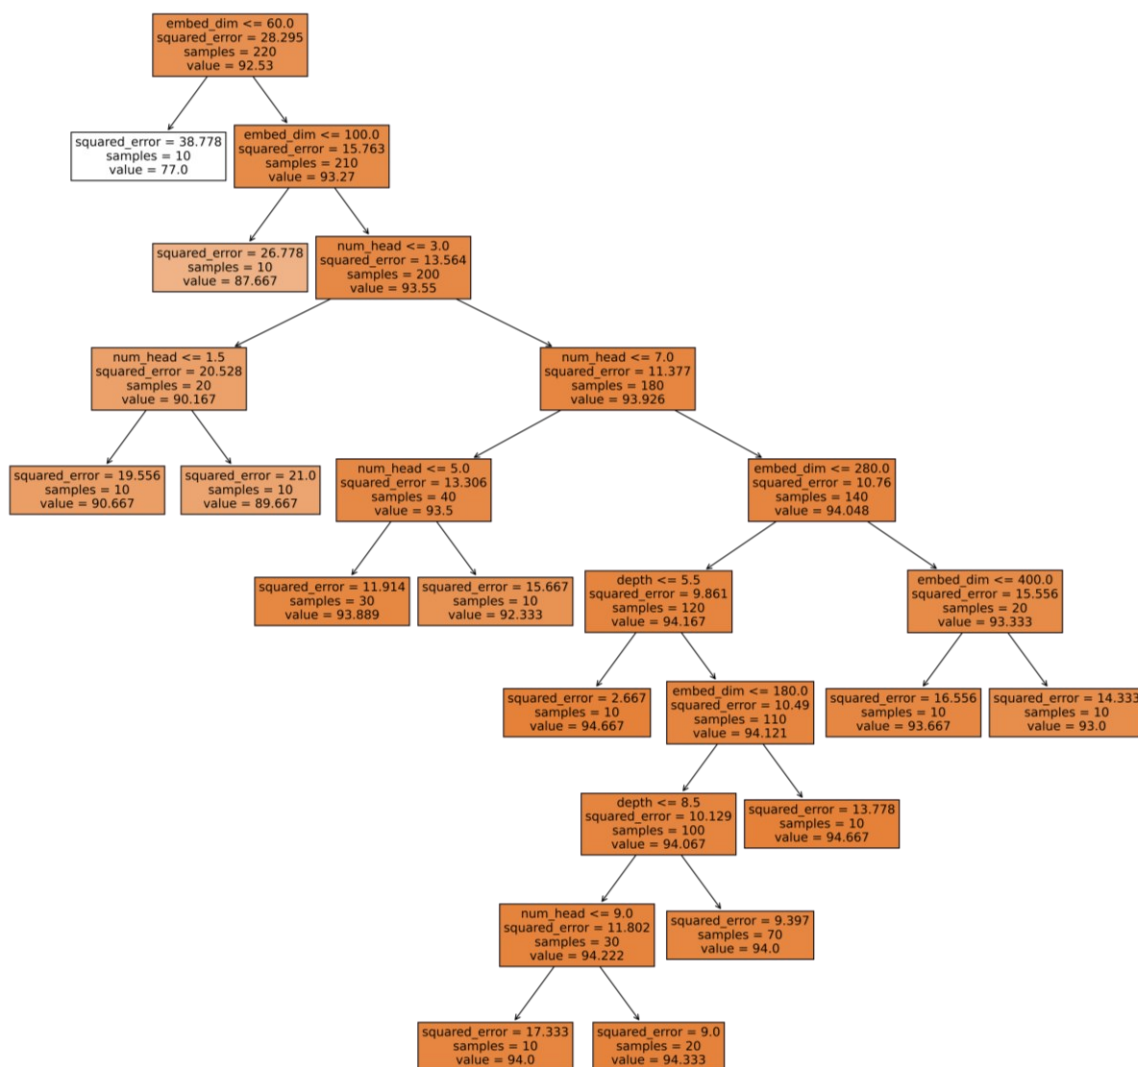 embed_dim <= 60.0
squared_error = 28.295
samples = 220
value = 92.53
squared_error = 38.778
samples = 10
value = 77.0
embed_dim <= 100.0
squared_error = 15.763
samples = 210
value = 93.27
squared_error = 26.778
samples = 10
value = 87.667
num_head <= 3.0
squared_error = 13.564
samples = 200
value = 93.55
num_head <= 1.5
squared_error = 20.528
samples = 20
value = 90.167
num_head <= 7.0
squared_error = 11.377
samples = 180
value = 93.926
squared_error = 19.556
samples = 10
value = 90.667
squared_error = 21.0
samples = 10
value = 89.667
num_head <= 5.0
squared_error = 13.306
samples = 40
value = 93.5
embed_dim <= 280.0
squared_error = 10.76
samples = 140
value = 94.048
squared_error = 11.914
samples = 30
value = 93.889
squared_error = 15.667
samples = 10
value = 92.333
depth <= 5.5
squared_error = 9.861
samples = 120
value = 94.167
embed_dim <= 400.0
squared_error = 15.556
samples = 20
value = 93.333
squared_error = 2.667
samples = 10
value = 94.667
embed_dim <= 180.0
squared_error = 10.49
samples = 110
value = 94.121
squared_error = 16.556
samples = 10
value = 93.667
squared_error = 14.333
samples = 10
value = 93.0
depth <= 8.5
squared_error = 10.129
samples = 100
value = 94.067
squared_error = 13.778
samples = 10
value = 94.667
num_head <= 9.0
squared_error = 11.802
samples = 30
value = 94.222
squared_error = 9.397
samples = 70
value = 94.0
squared_error = 17.333
samples = 10
value = 94.0
squared_error = 9.0
samples = 20
value = 94.333